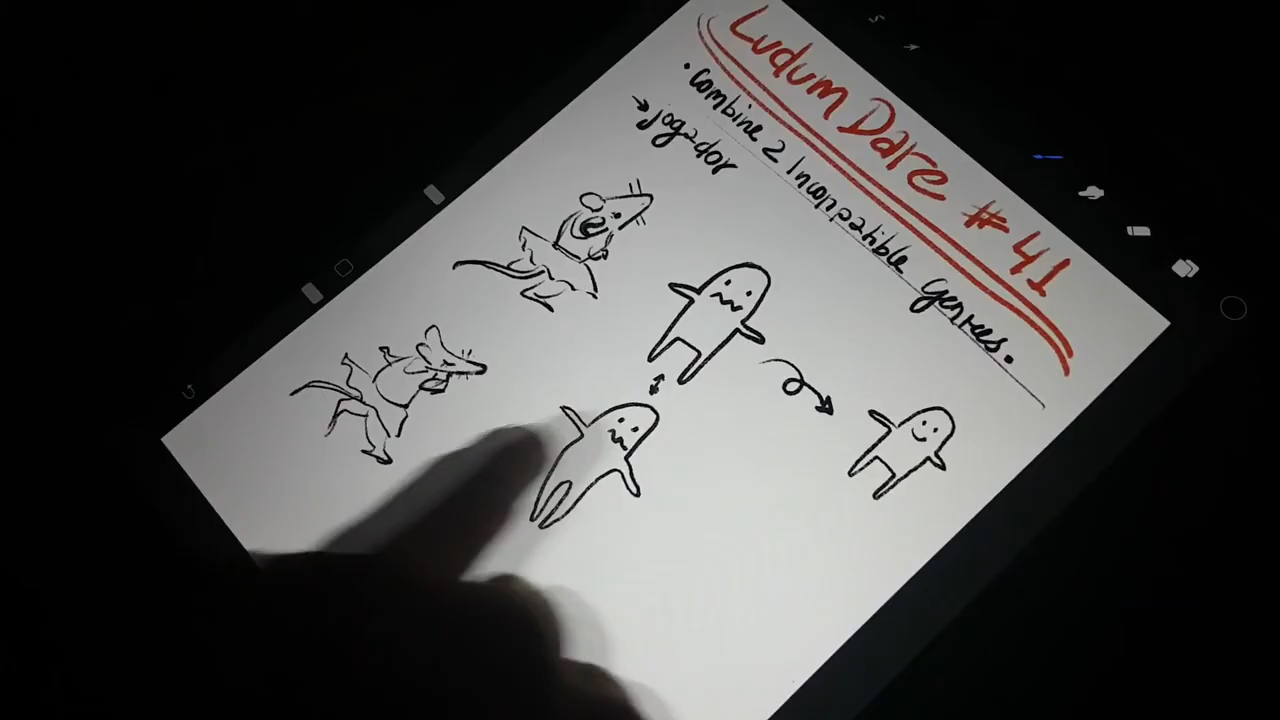 Ludum Dare #41
• Combine 2 Incompatible Genres.
→ Jogador